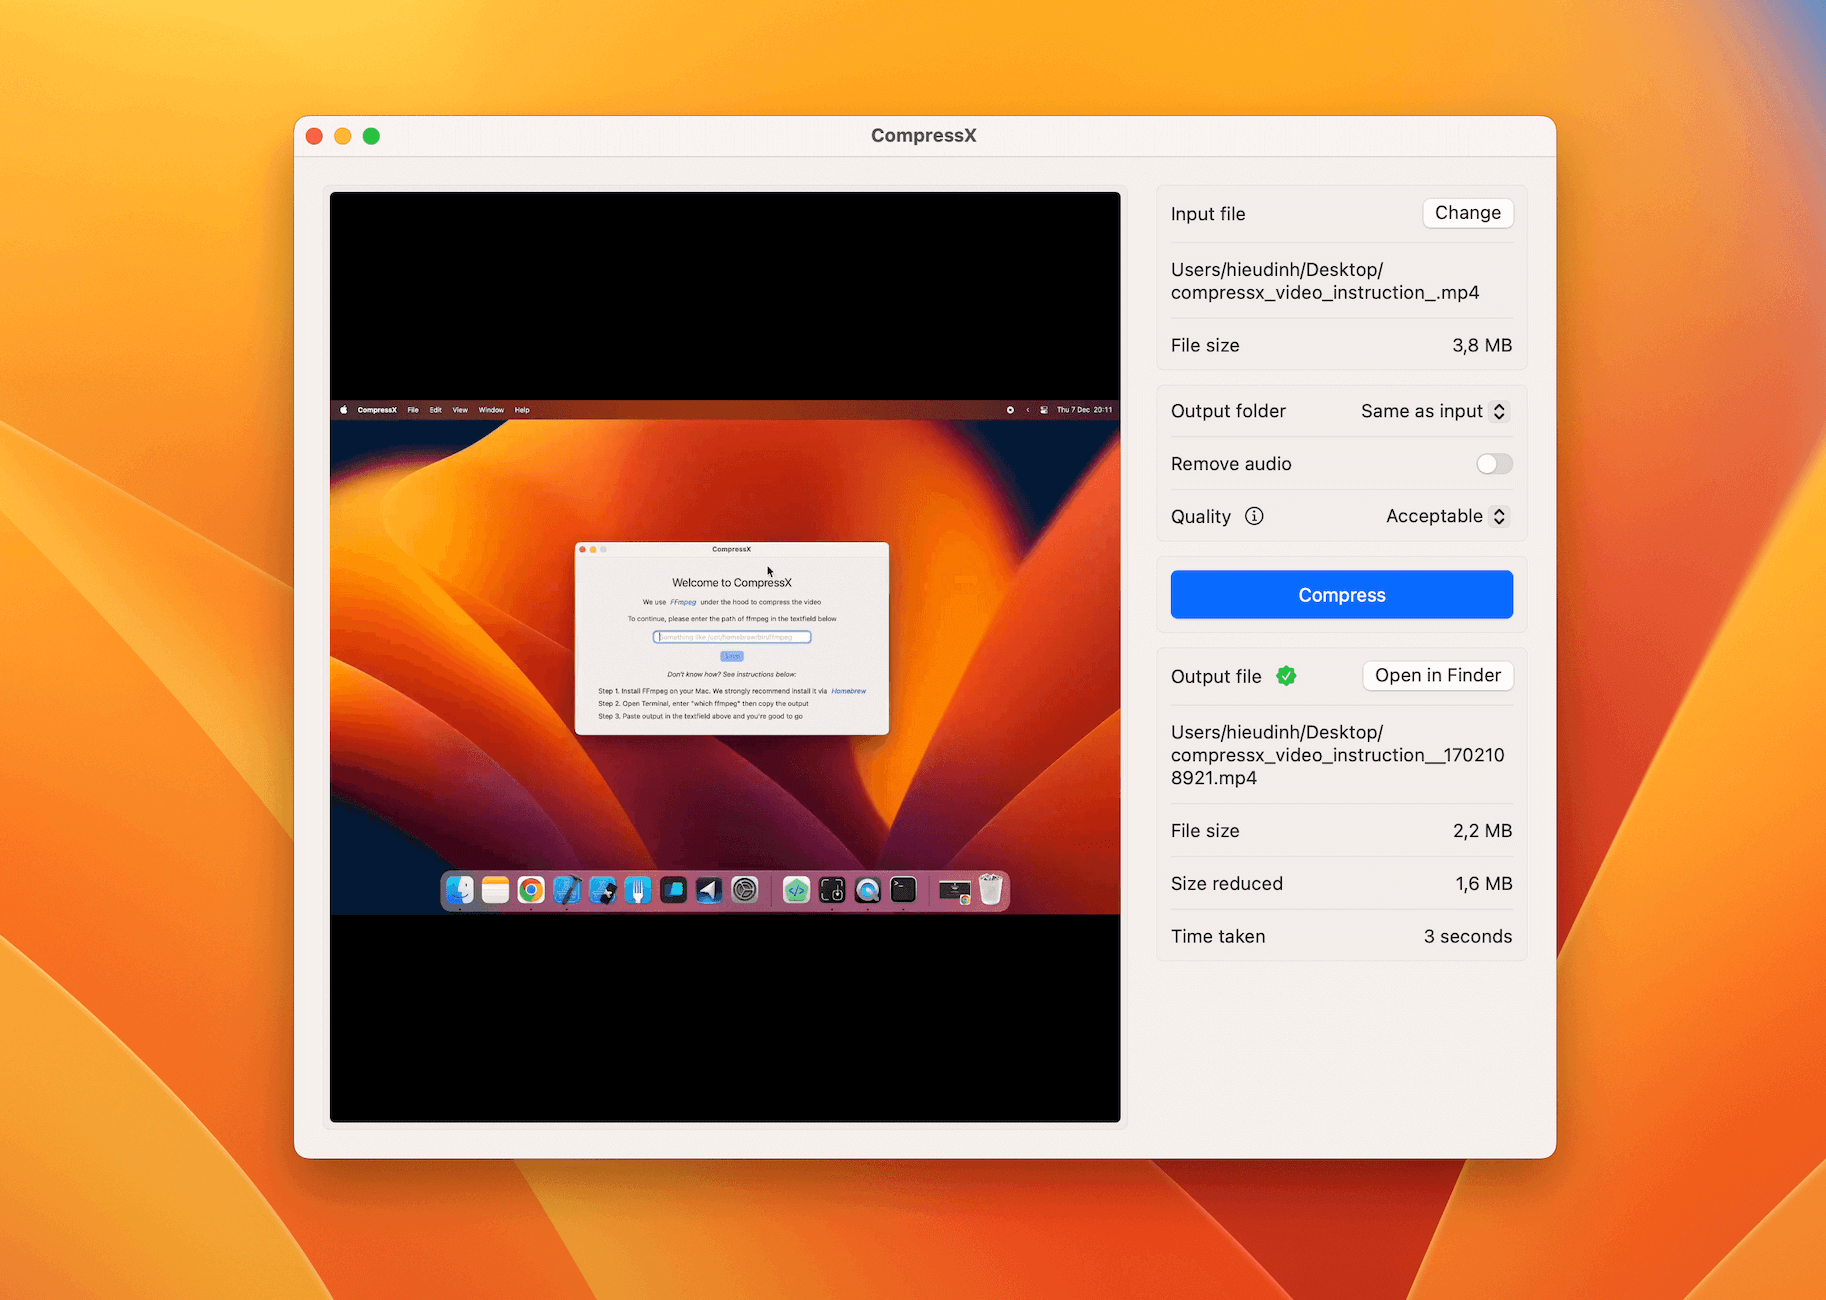 CompressX
Input file
Change
Users/hieudinh/Desktop/
compressx_video_instruction_.mp4
File size 3,8 MB
Output folder Same as input
Remove audio
Quality Acceptable
Compress
Output file
Open in Finder
Users/hieudinh/Desktop/
compressx_video_instruction__170210
8921.mp4
File size 2,2 MB
Size reduced 1,6 MB
Time taken 3 seconds
CompressX File Edit View Window Help
Thu 7 Dec 20:11
CompressX
Welcome to CompressX
We use FFmpeg under the hood to compress the video
To continue, please enter the path of ffmpeg in the textfield below
Something like /opt/homebrew/bin/ffmpeg
Save
Don't know how? See instructions below:
Step 1. Install FFmpeg on your Mac. We strongly recommend install it via Homebrew
Step 2. Open Terminal, enter "which ffmpeg" then copy the output
Step 3. Paste output in the textfield above and you're good to go